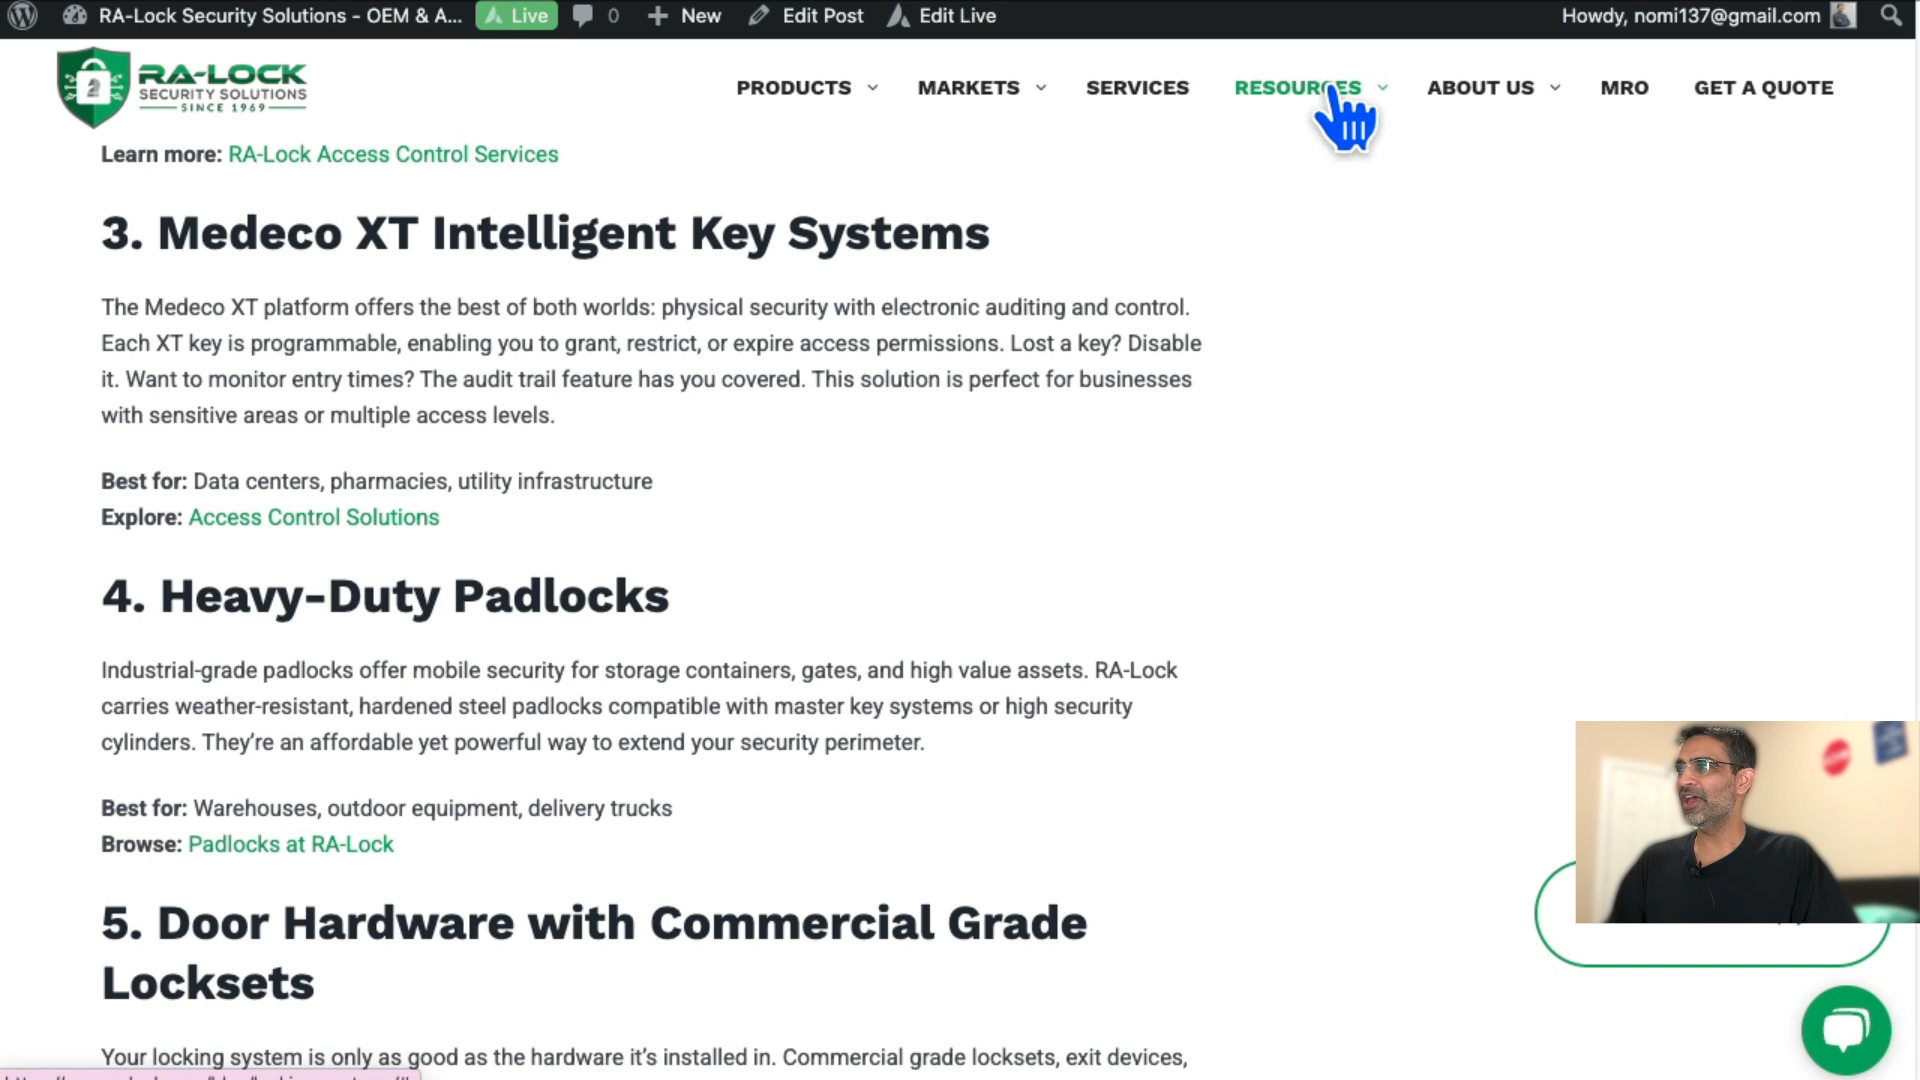 RA-Lock Security Solutions - OEM & A... Live 0 New Edit Post Edit Live Howdy, nomi137@gmail.com
RA-LOCK
SECURITY SOLUTIONS
SINCE 1969
PRODUCTS MARKETS SERVICES RESOURCES ABOUT US MRO GET A QUOTE
Learn more: RA-Lock Access Control Services
3. Medeco XT Intelligent Key Systems
The Medeco XT platform offers the best of both worlds: physical security with electronic auditing and control.
Each XT key is programmable, enabling you to grant, restrict, or expire access permissions. Lost a key? Disable
it. Want to monitor entry times? The audit trail feature has you covered. This solution is perfect for businesses
with sensitive areas or multiple access levels.
Best for: Data centers, pharmacies, utility infrastructure
Explore: Access Control Solutions
4. Heavy-Duty Padlocks
Industrial-grade padlocks offer mobile security for storage containers, gates, and high value assets. RA-Lock
carries weather-resistant, hardened steel padlocks compatible with master key systems or high security
cylinders. They're an affordable yet powerful way to extend your security perimeter.
Best for: Warehouses, outdoor equipment, delivery trucks
Browse: Padlocks at RA-Lock
5. Door Hardware with Commercial Grade
Locksets
Your locking system is only as good as the hardware it's installed in. Commercial grade locksets, exit devices,